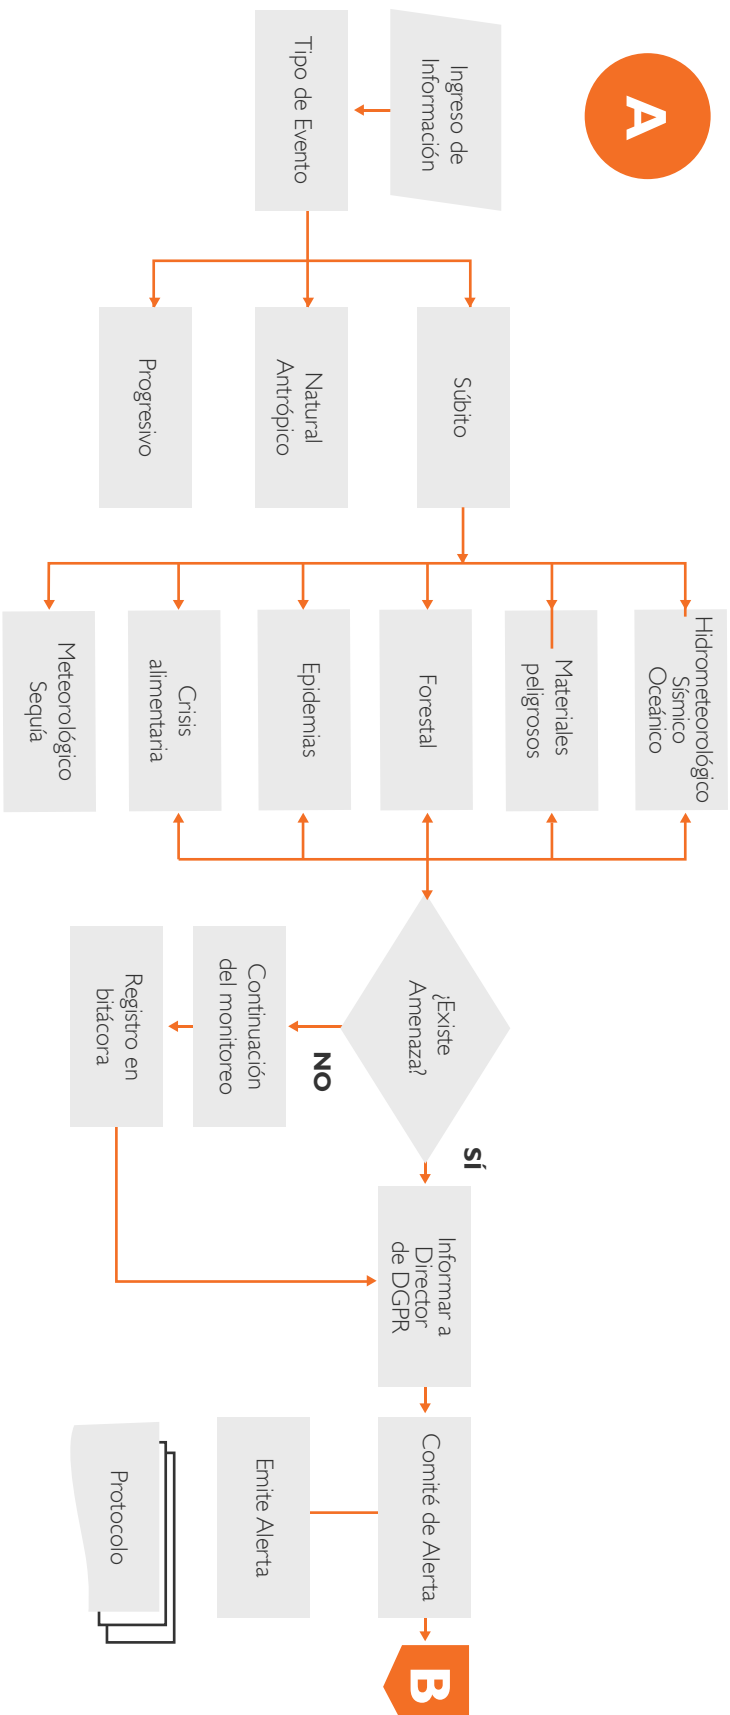 A
Ingreso de
Información
Tipo de Evento
Súbito
Natural
Antrópico
Progresivo
Hidrometeorológico
Sísmico
Oceánico
Materiales
peligrosos
Forestal
Epidemias
Crisis
alimentaria
Meteorológico
Sequía
¿Existe
Amenaza?
NO
Continuación
del monitoreo
Registro en
bitácora
SÍ
Informar a
Director
de DGPR
Comité de Alerta
Emite Alerta
Protocolo
B